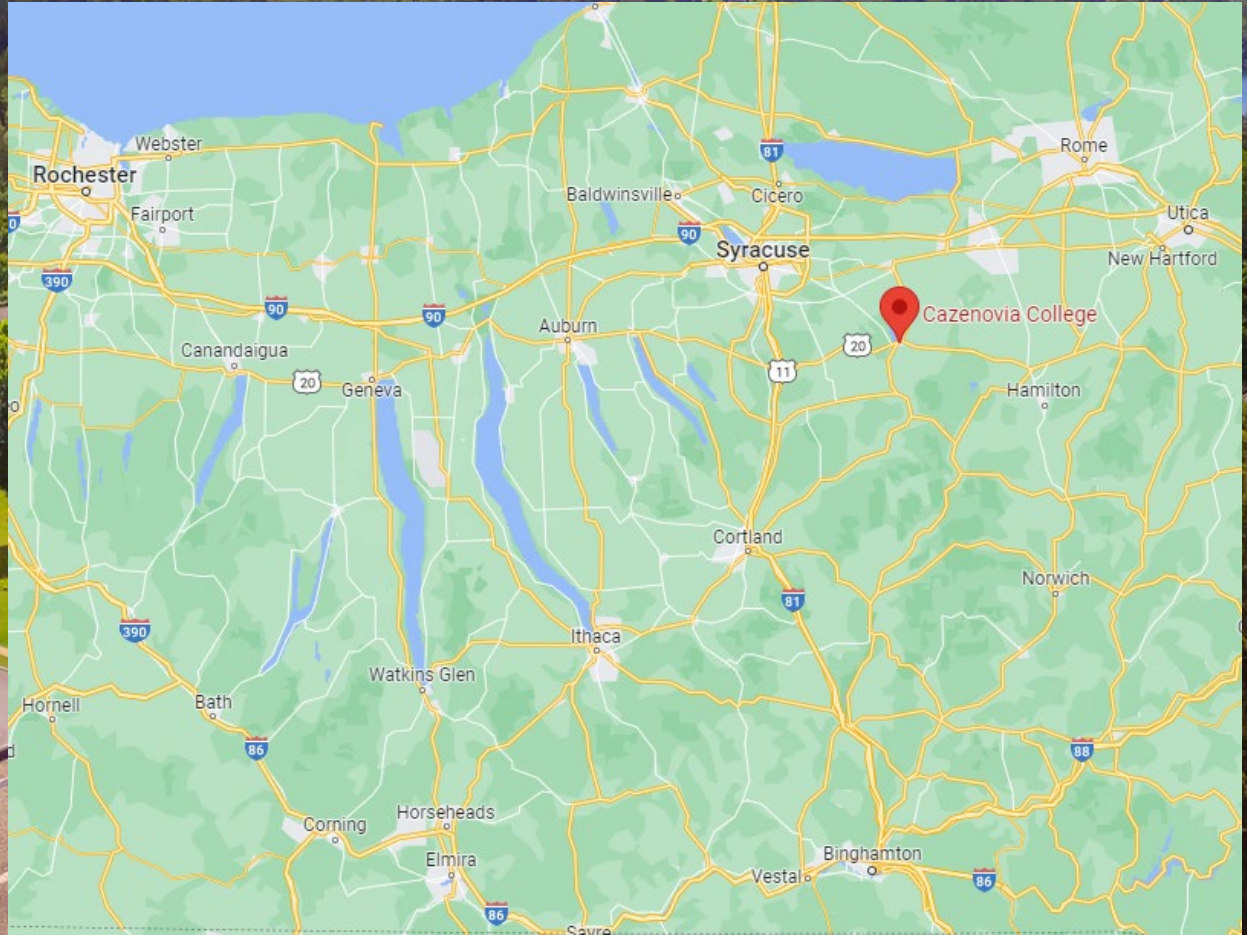 81
Rome
Webster
Rochester
Baldwinsville
Cicero
Fairport
Utica
90
Syracuse
New Hartford
390
90
90
Cazenovia College
Auburn
20
Canandaigua
11
20
Geneva
Hamilton
Cortland
Norwich
81
390
Ithaca
Watkins Glen
Hornell
Bath
86
88
Horseheads
Corning
Elmira
Binghamton
Vestal
86
86
Sayre